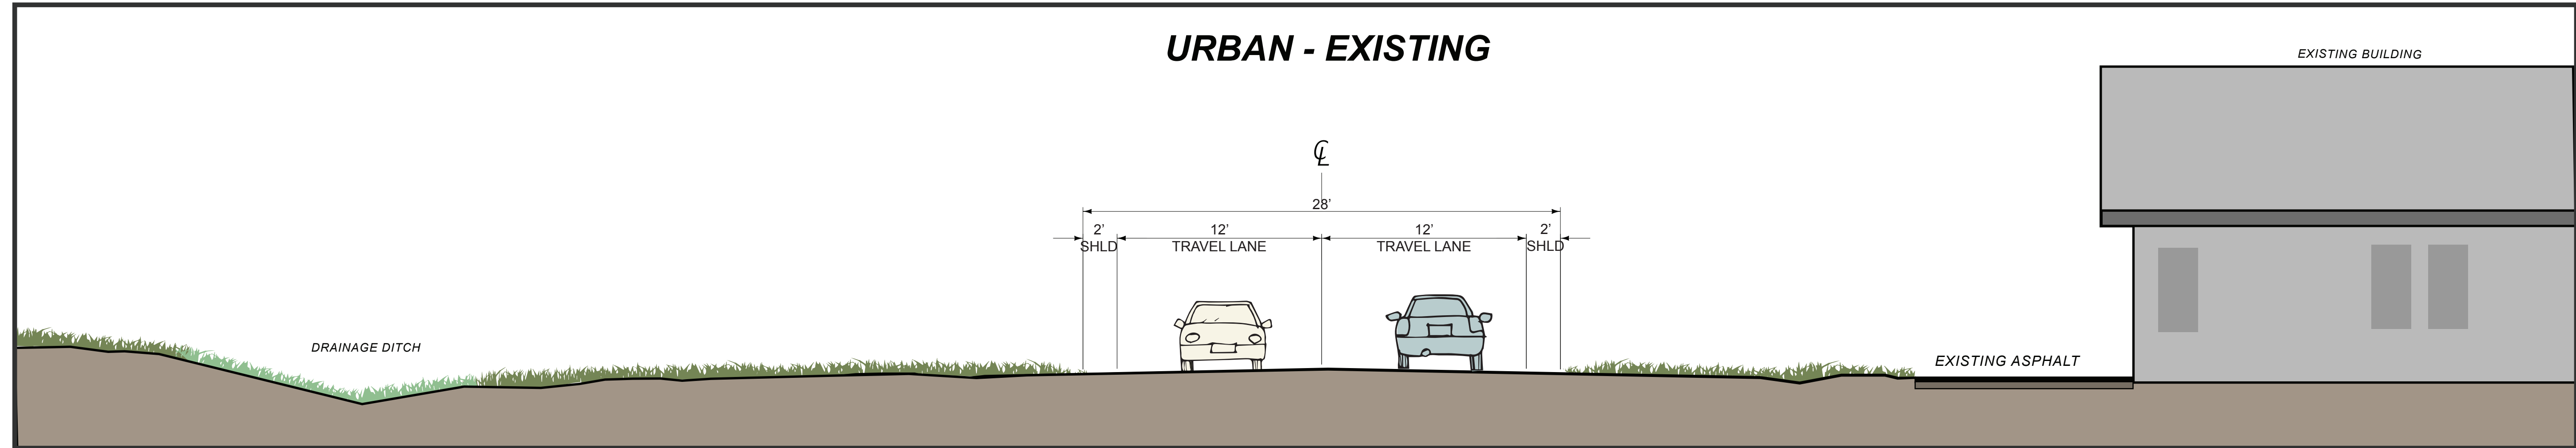 URBAN - EXISTING
EXISTING BUILDING
℄
28’
2’
SHLD
12’
TRAVEL LANE
12’
TRAVEL LANE
2’
SHLD
DRAINAGE DITCH
EXISTING ASPHALT